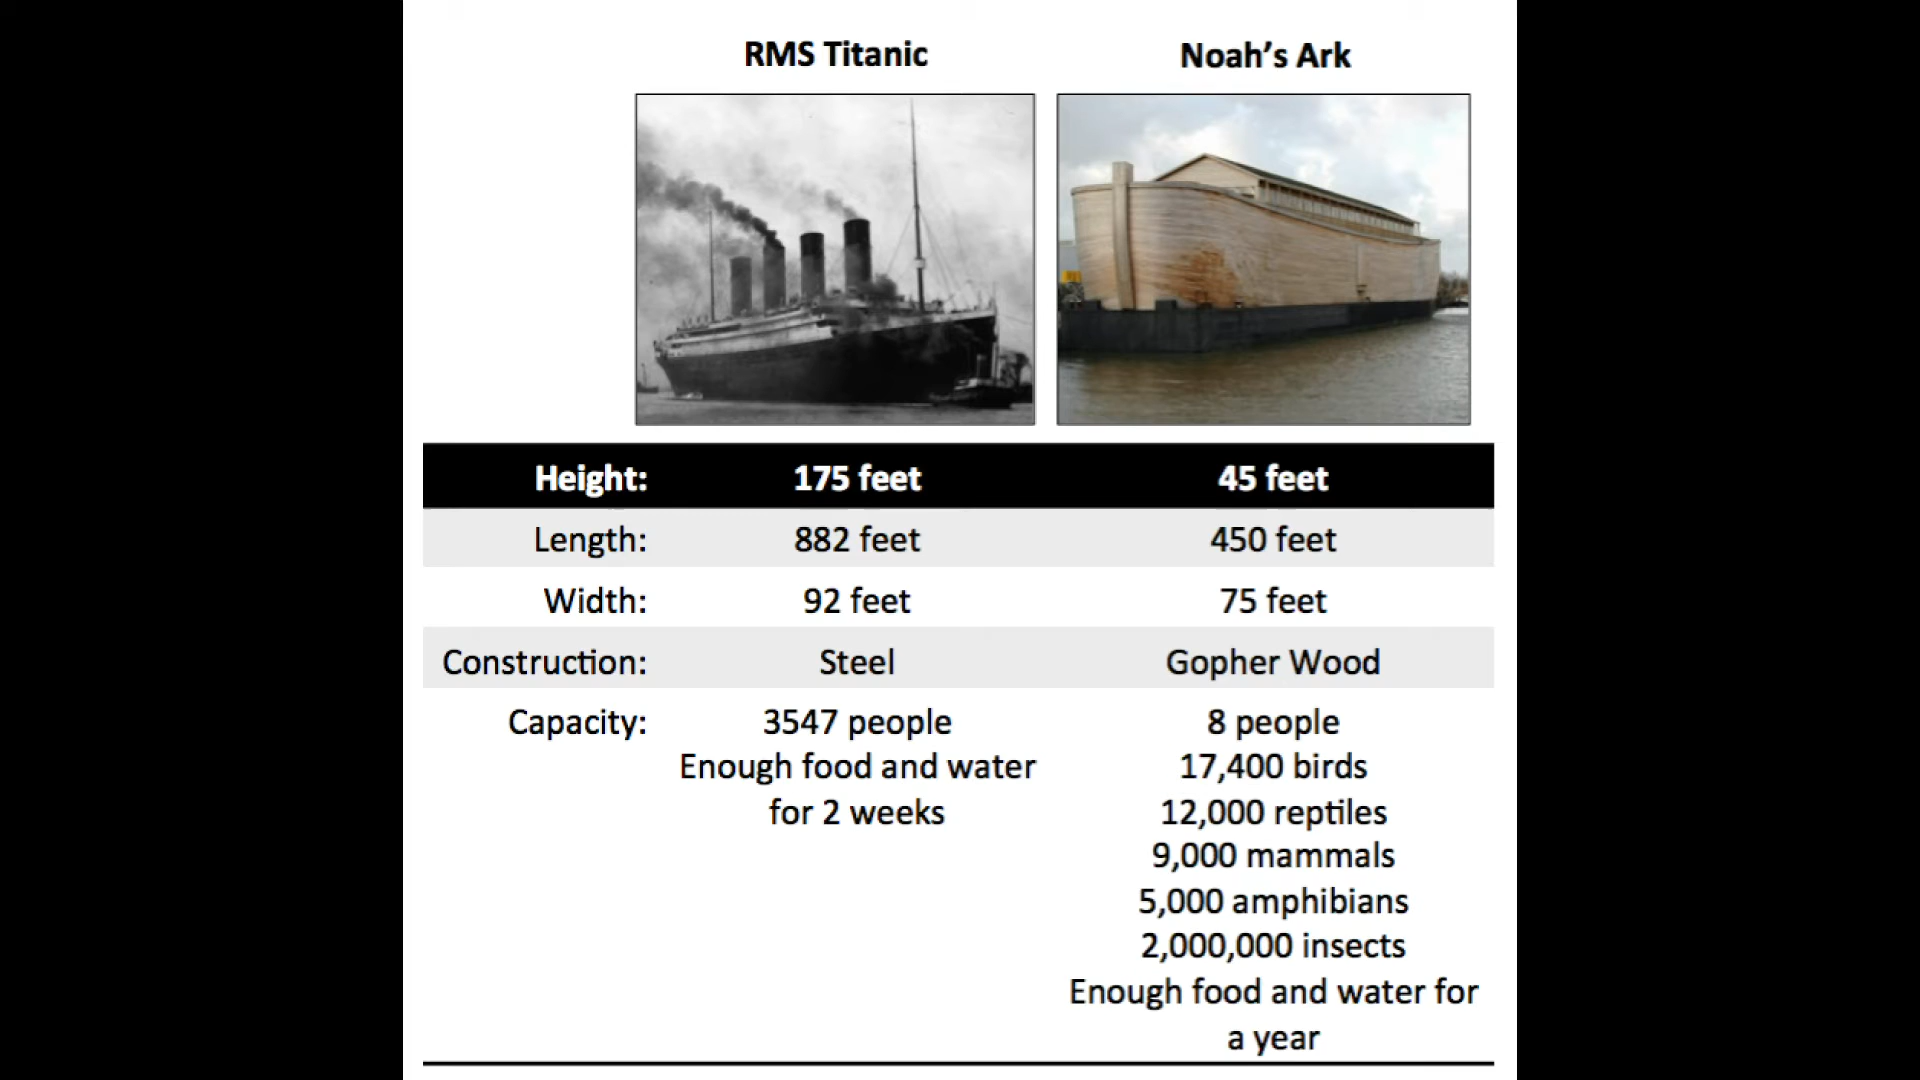 RMS Titanic
Noah’s Ark
Height: 175 feet 45 feet
Length: 882 feet 450 feet
Width: 92 feet 75 feet
Construction: Steel Gopher Wood
Capacity: 3547 people 8 people
Enough food and water 17,400 birds
for 2 weeks 12,000 reptiles
9,000 mammals
5,000 amphibians
2,000,000 insects
Enough food and water for
a year